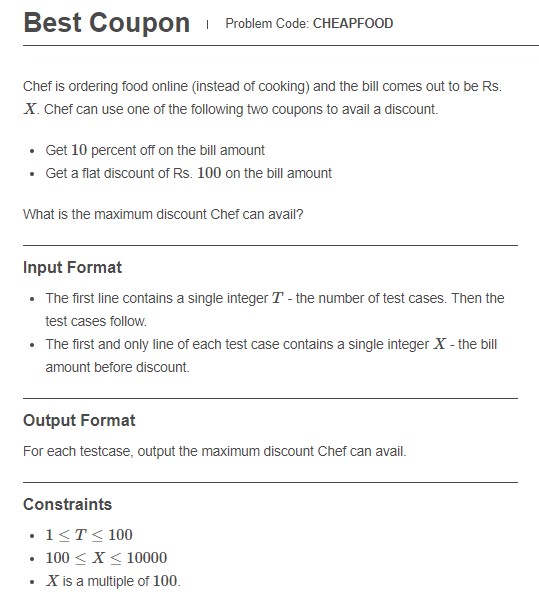 Best Coupon | Problem Code: CHEAPFOOD
Chef is ordering food online (instead of cooking) and the bill comes out to be Rs.
X. Chef can use one of the following two coupons to avail a discount.
• Get 10 percent off on the bill amount
• Get a flat discount of Rs. 100 on the bill amount
What is the maximum discount Chef can avail?
Input Format
• The first line contains a single integer T - the number of test cases. Then the
test cases follow.
• The first and only line of each test case contains a single integer X - the bill
amount before discount.
Output Format
For each testcase, output the maximum discount Chef can avail.
Constraints
• 1 ≤ T ≤ 100
• 100 ≤ X ≤ 10000
• X is a multiple of 100.